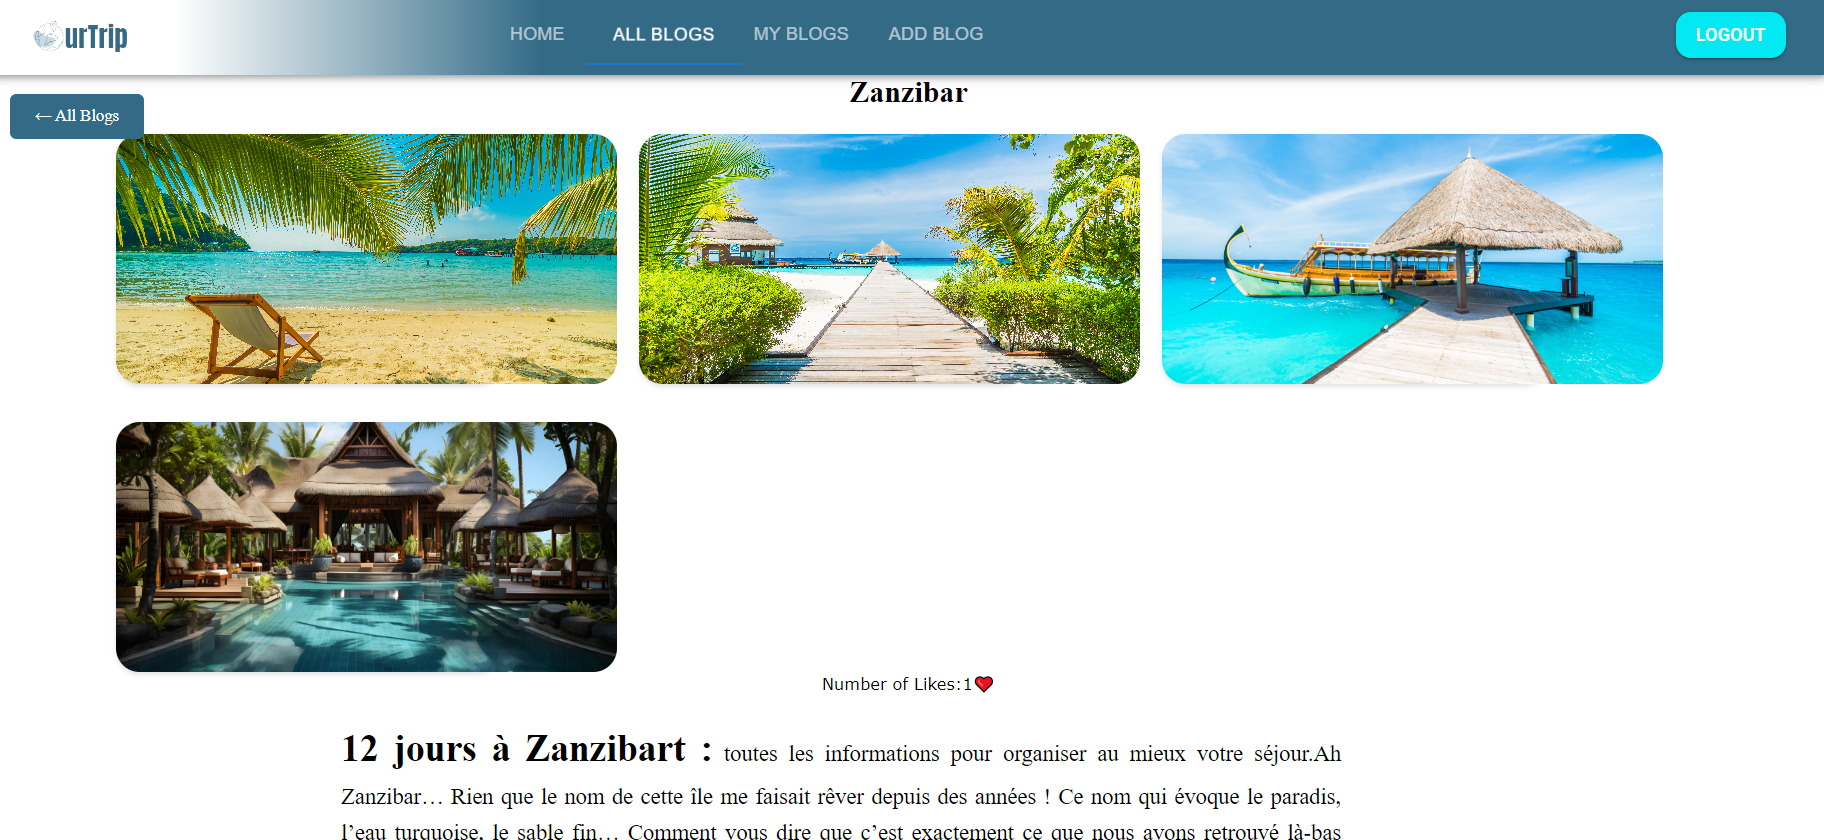 urTrip
HOME ALL BLOGS MY BLOGS ADD BLOG
LOGOUT
Zanzibar
← All Blogs
Number of Likes:1
12 jours à Zanzibart : toutes les informations pour organiser au mieux votre séjour.Ah
Zanzibar… Rien que le nom de cette île me faisait rêver depuis des années ! Ce nom qui évoque le paradis,
l’eau turquoise, le sable fin… Comment vous dire que c’est exactement ce que nous avons retrouvé là-bas